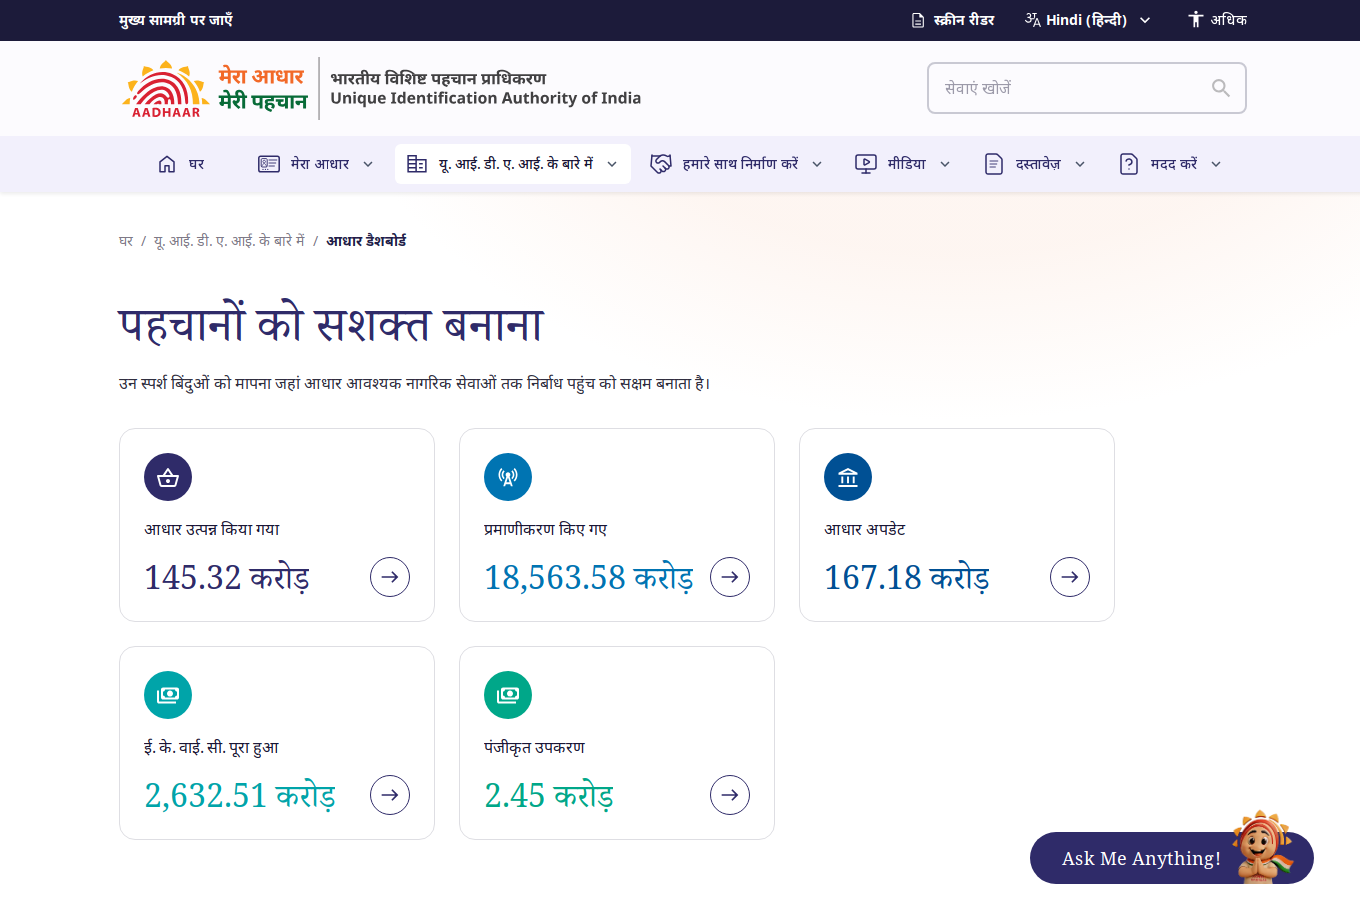 मुख्य सामग्री पर जाएँ
स्क्रीन रीडर
Hindi (हिन्दी)
अधिक
AADHAAR
मेरा आधार
मेरी पहचान
भारतीय विशिष्ट पहचान प्राधिकरण
Unique Identification Authority of India
सेवाएं खोजें
घर
मेरा आधार
यू. आई. डी. ए. आई. के बारे में
हमारे साथ निर्माण करें
मीडिया
दस्तावेज़
मदद करें
घर / यू. आई. डी. ए. आई. के बारे में / आधार डैशबोर्ड
पहचानों को सशक्त बनाना
उन स्पर्श बिंदुओं को मापना जहां आधार आवश्यक नागरिक सेवाओं तक निर्बाध पहुंच को सक्षम बनाता है।
आधार उत्पन्न किया गया
145.32 करोड़
प्रमाणीकरण किए गए
18,563.58 करोड़
आधार अपडेट
167.18 करोड़
ई. के. वाई. सी. पूरा हुआ
2,632.51 करोड़
पंजीकृत उपकरण
2.45 करोड़
Ask Me Anything!